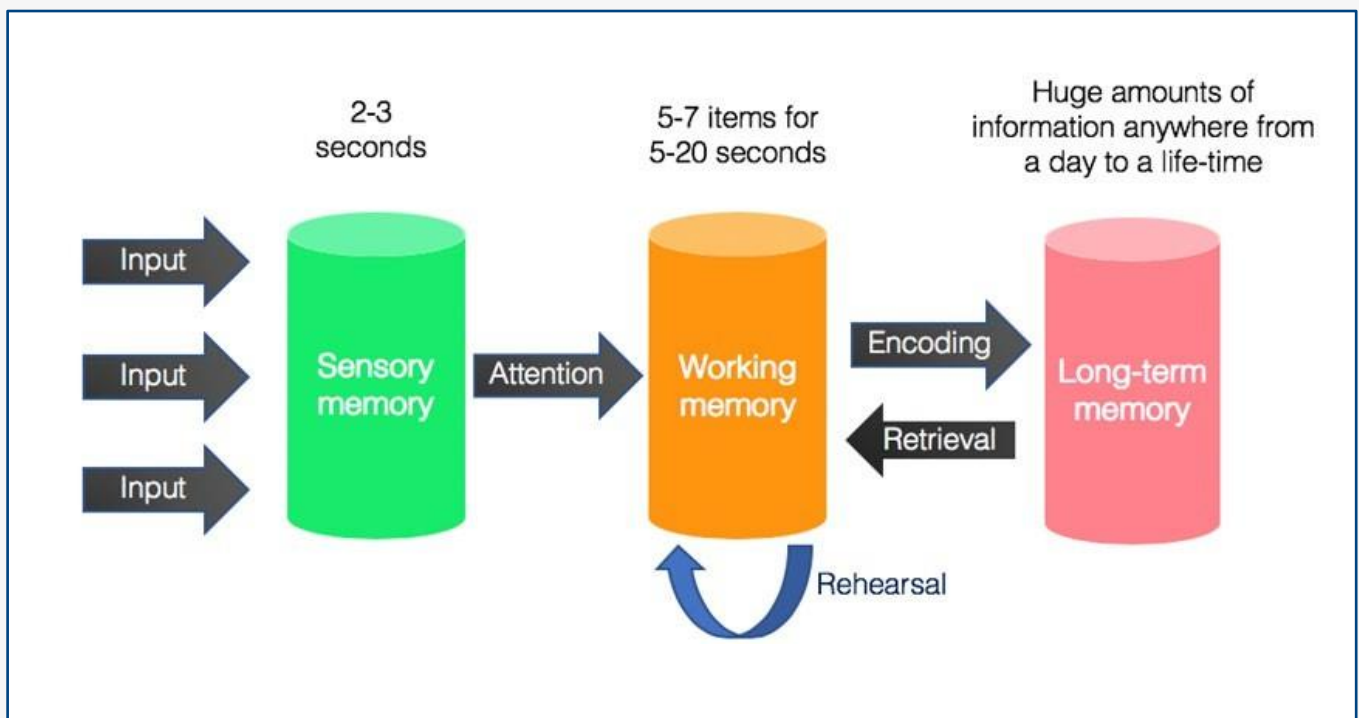 2-3
seconds
5-7 items for
5-20 seconds
Huge amounts of
information anywhere from
a day to a life-time
Input
Input
Input
Sensory
memory
Attention
Working
memory
Encoding
Retrieval
Long-term
memory
Rehearsal